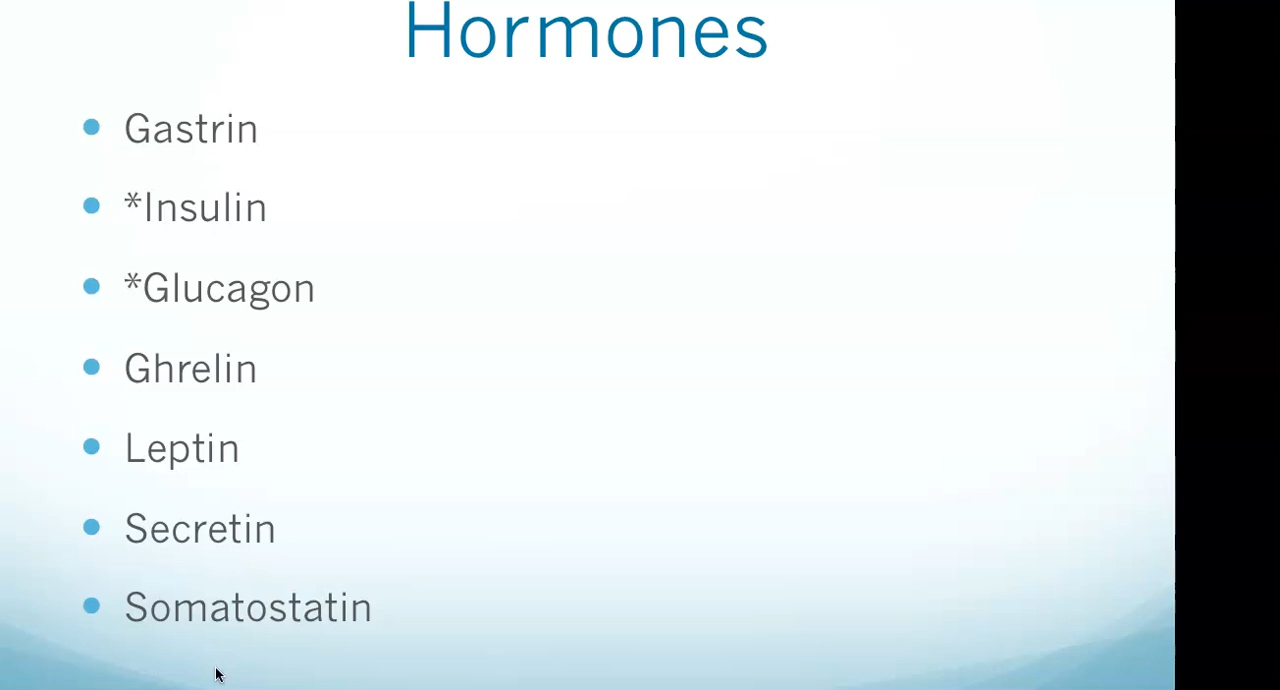 Hormones
• Gastrin
• *Insulin
• *Glucagon
• Ghrelin
• Leptin
• Secretin
• Somatostatin